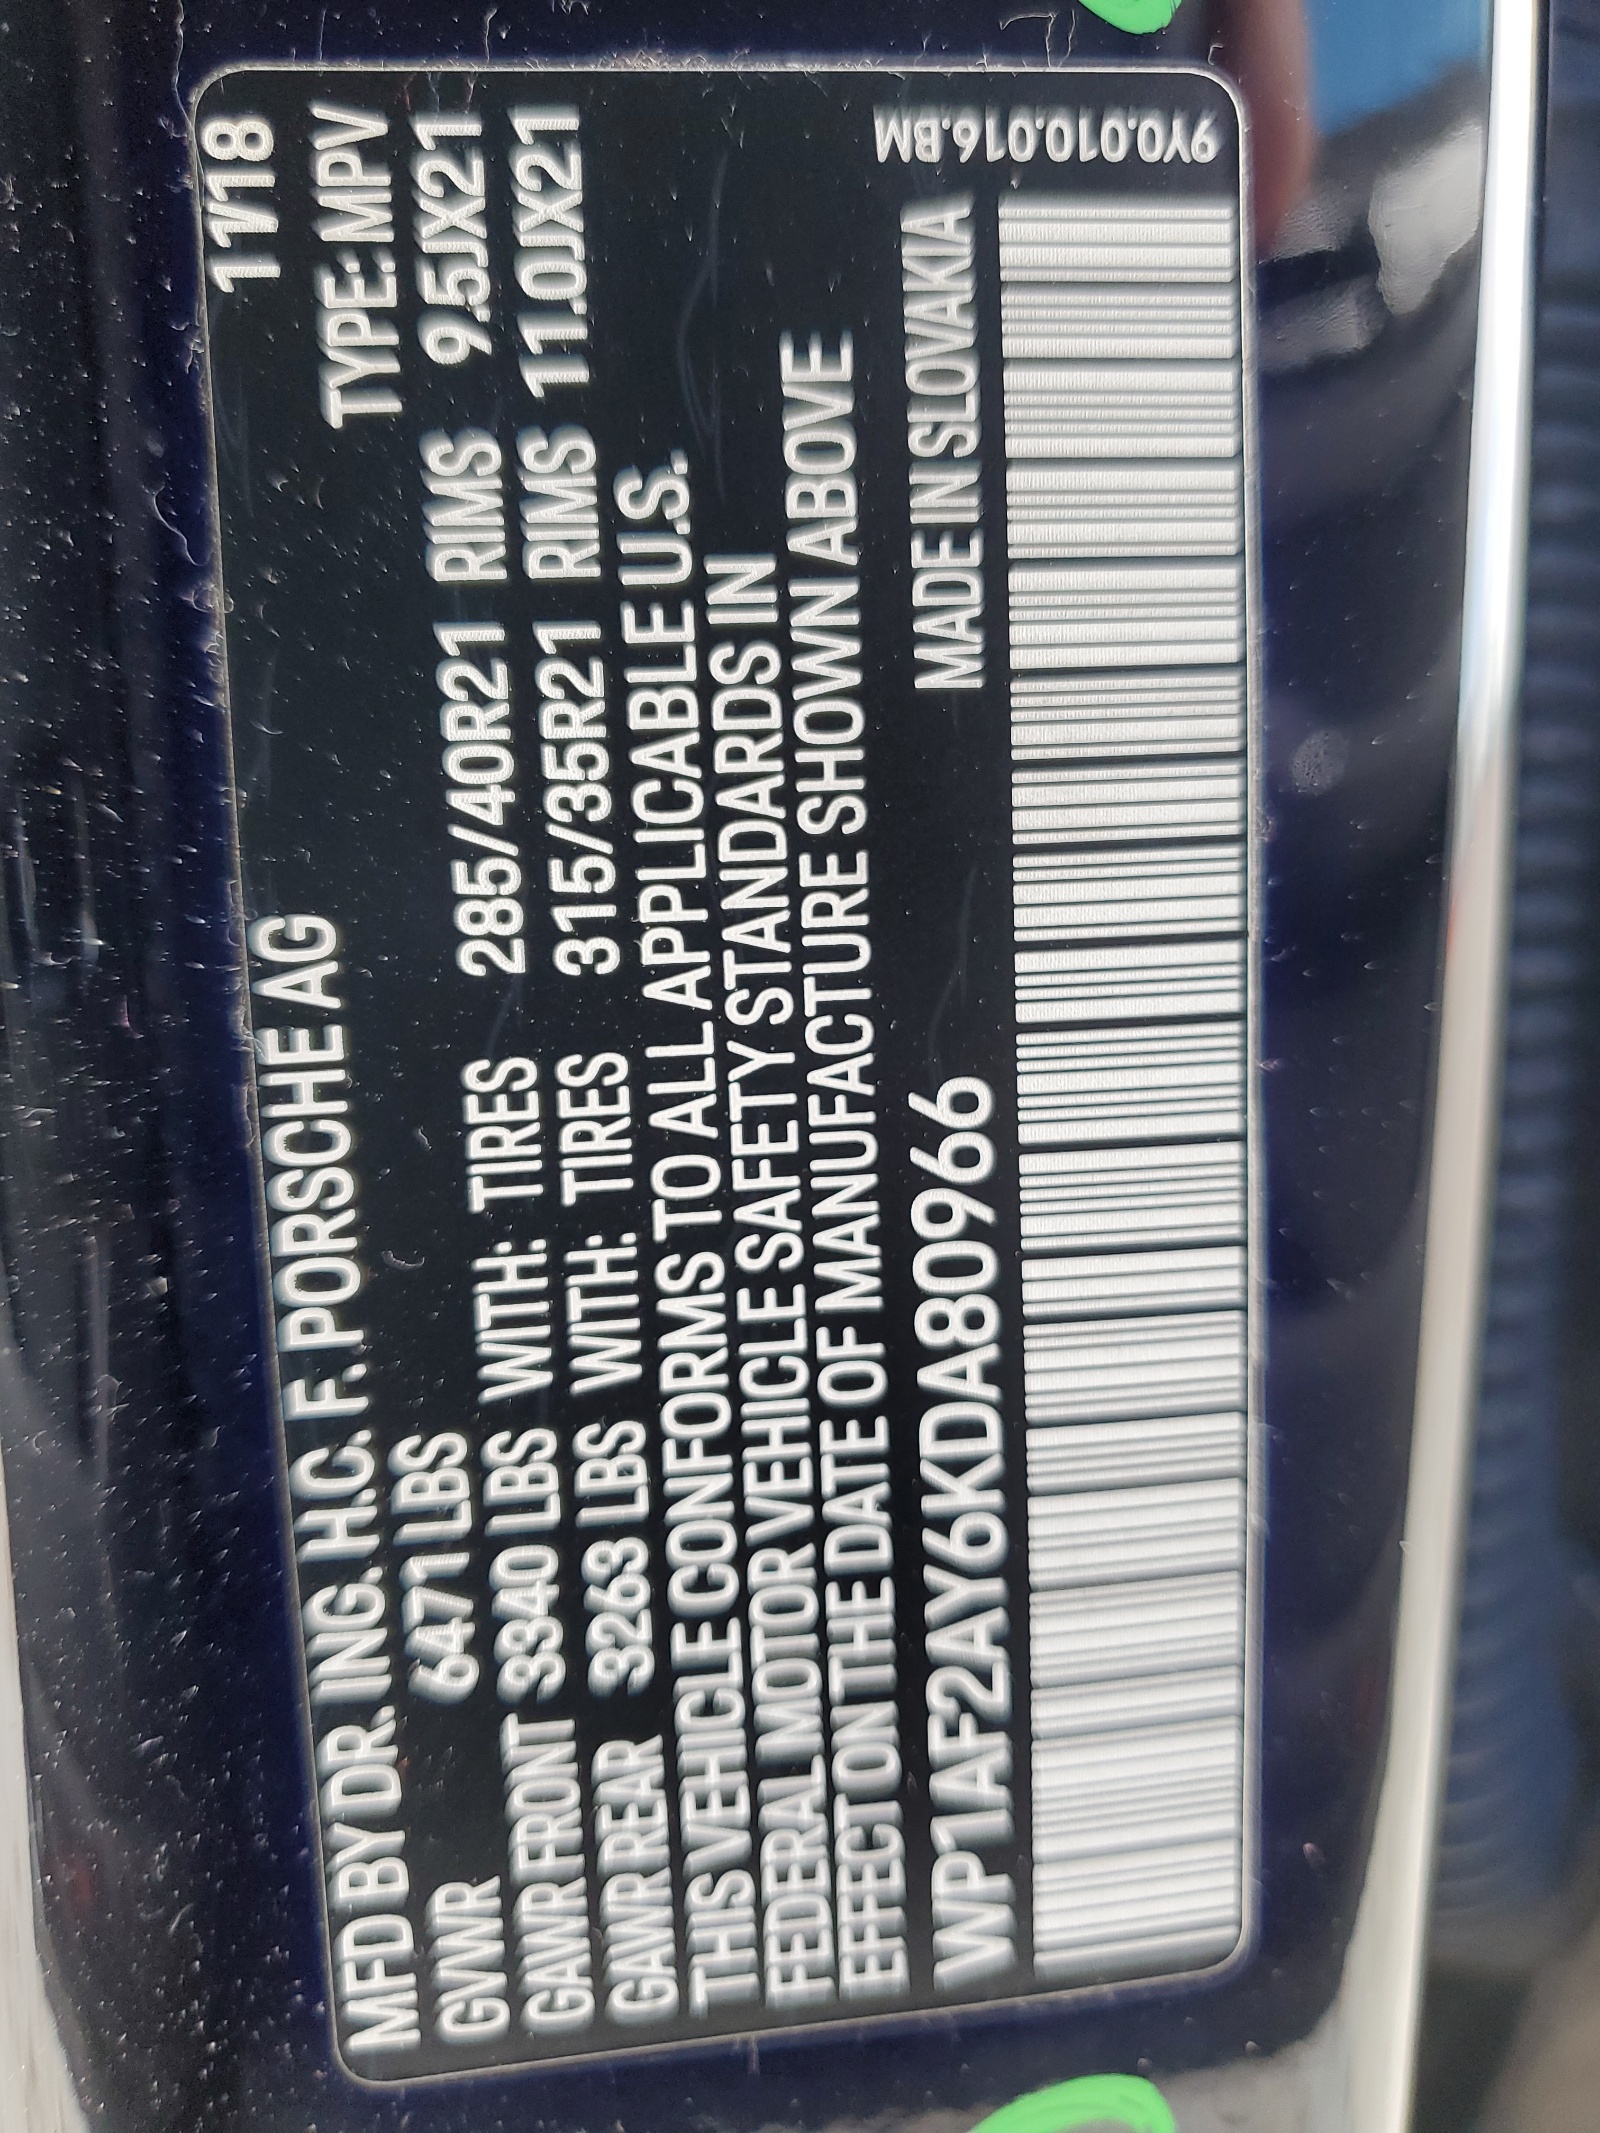 MFD BY DR. ING. H.C. F. PORSCHE AG 11/18
GVWR 6471 LBS TYPE: MPV
GAWR FRONT 3340 LBS WITH: TIRES 285/40R21 RIMS 9.5JX21
GAWR REAR 3263 LBS WITH: TIRES 315/35R21 RIMS 11.0JX21
THIS VEHICLE CONFORMS TO ALL APPLICABLE U.S.
FEDERAL MOTOR VEHICLE SAFETY STANDARDS IN
EFFECT ON THE DATE OF MANUFACTURE SHOWN ABOVE
WP1AF2AY6KDA80966 MADE IN SLOVAKIA
9Y0.010.016.BM